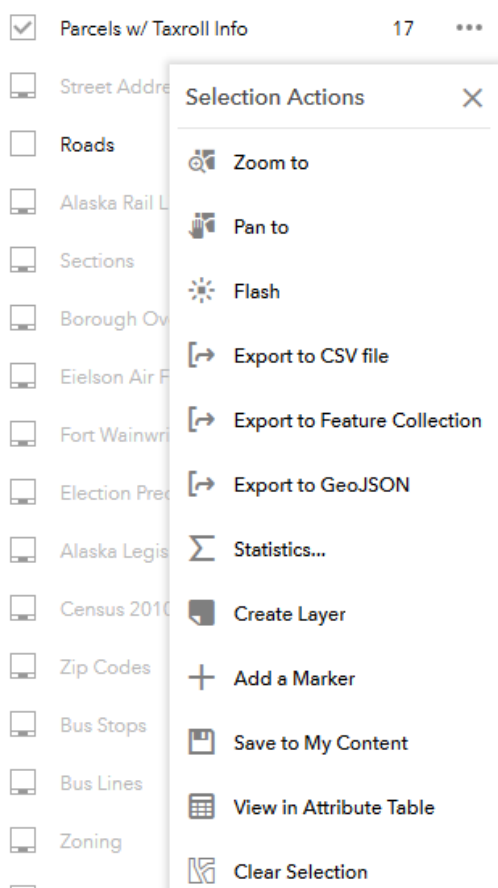 Parcels w/ Taxroll Info 17
Street Addre
Selection Actions
Roads
Zoom to
Alaska Rail L
Pan to
Sections
Flash
Borough Ov
Export to CSV file
Eielson Air F
Export to Feature Collection
Fort Wainwri
Export to GeoJSON
Election Prec
Statistics...
Alaska Legis
Create Layer
Census 2010
Zip Codes
Add a Marker
Bus Stops
Save to My Content
Bus Lines
View in Attribute Table
Zoning
Clear Selection